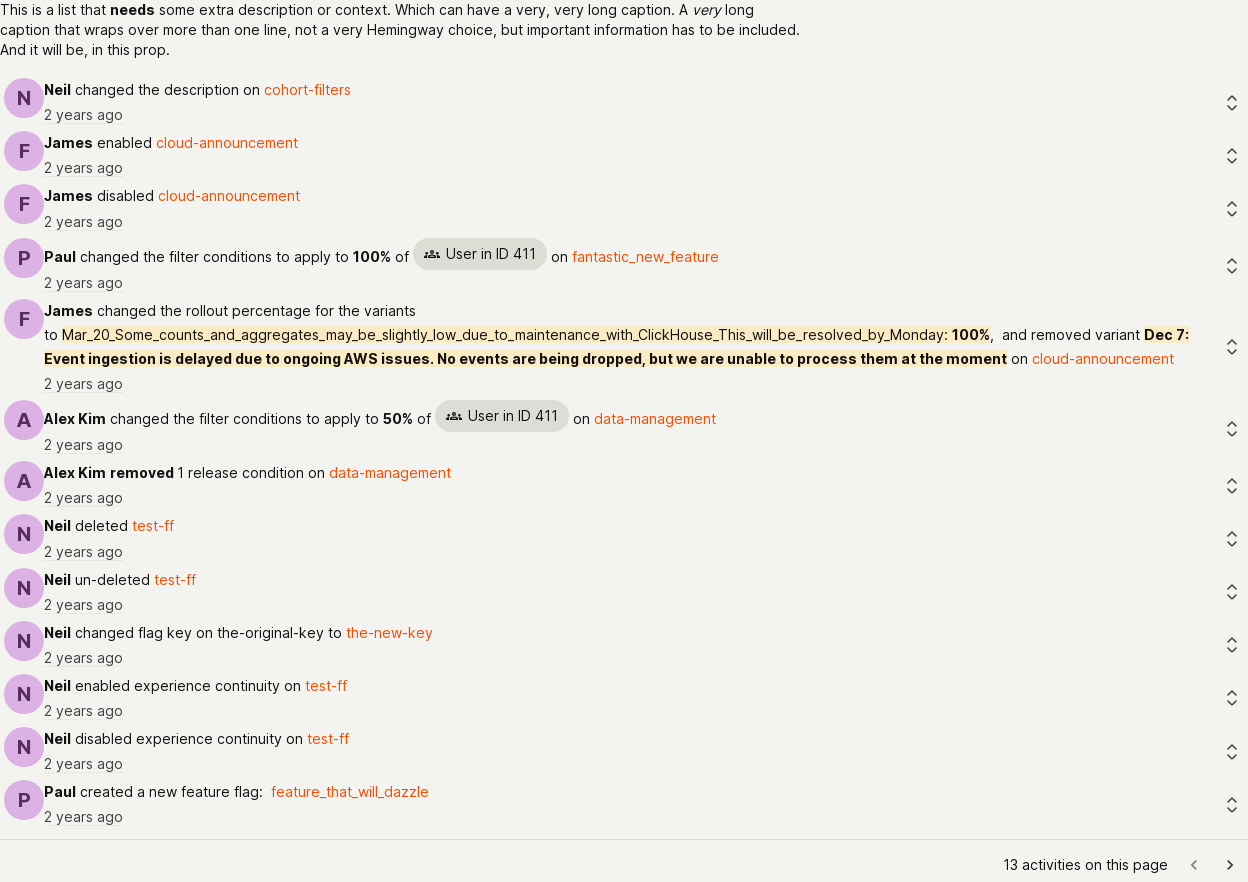 This is a list that needs some extra description or context. Which can have a very, very long caption. A very long
caption that wraps over more than one line, not a very Hemingway choice, but important information has to be included.
And it will be, in this prop.
N
Neil changed the description on cohort-filters
2 years ago
F
James enabled cloud-announcement
2 years ago
F
James disabled cloud-announcement
2 years ago
P
Paul changed the filter conditions to apply to 100% of User in ID 411 on fantastic_new_feature
2 years ago
F
James changed the rollout percentage for the variants
to Mar_20_Some_counts_and_aggregates_may_be_slightly_low_due_to_maintenance_with_ClickHouse_This_will_be_resolved_by_Monday: 100%, and removed variant Dec 7:
Event ingestion is delayed due to ongoing AWS issues. No events are being dropped, but we are unable to process them at the moment on cloud-announcement
2 years ago
A
Alex Kim changed the filter conditions to apply to 50% of User in ID 411 on data-management
2 years ago
A
Alex Kim removed 1 release condition on data-management
2 years ago
N
Neil deleted test-ff
2 years ago
N
Neil un-deleted test-ff
2 years ago
N
Neil changed flag key on the-original-key to the-new-key
2 years ago
N
Neil enabled experience continuity on test-ff
2 years ago
N
Neil disabled experience continuity on test-ff
2 years ago
P
Paul created a new feature flag: feature_that_will_dazzle
2 years ago
13 activities on this page